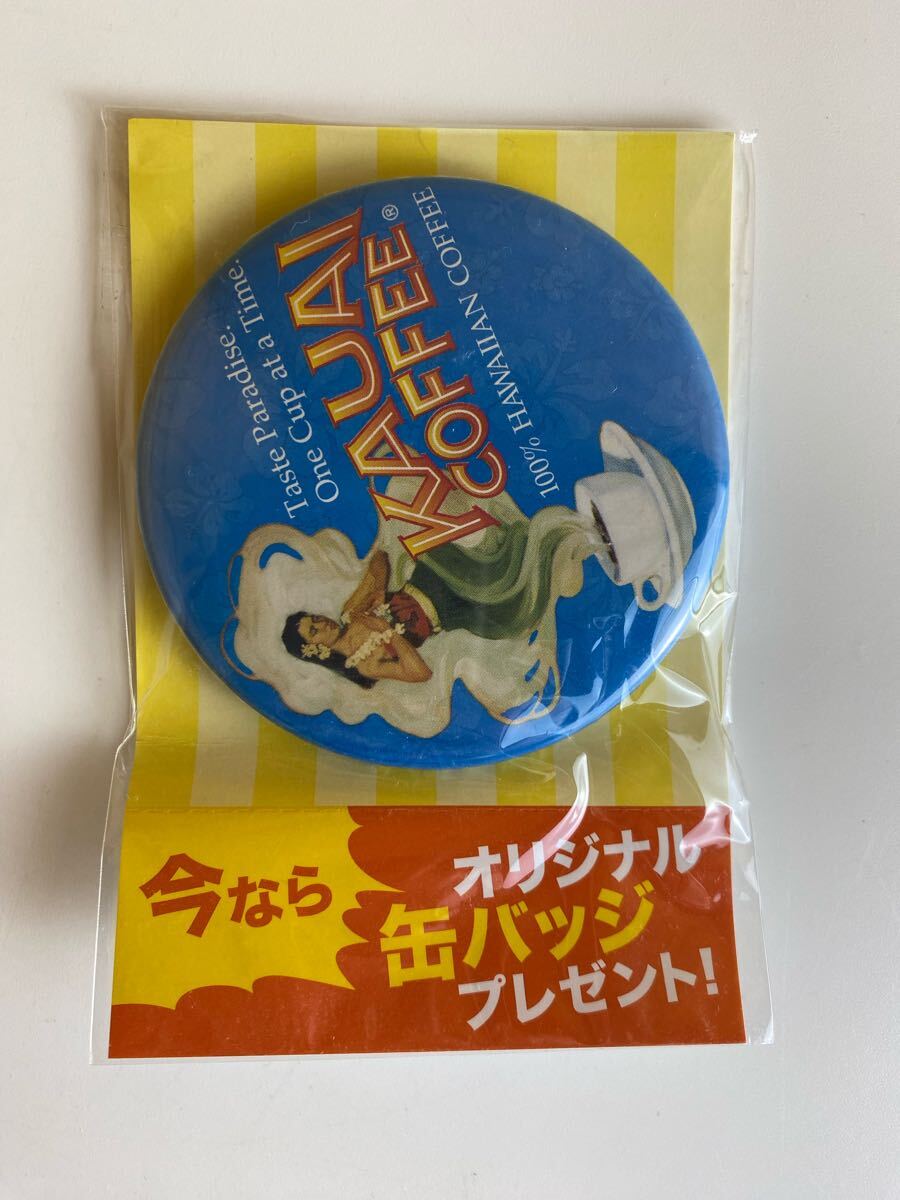 Taste Paradise.
One Cup at a Time.
KAUAI
COFFEE®
100% HAWAIIAN COFFEE
今なら
オリジナル
缶バッジ
プレゼント!